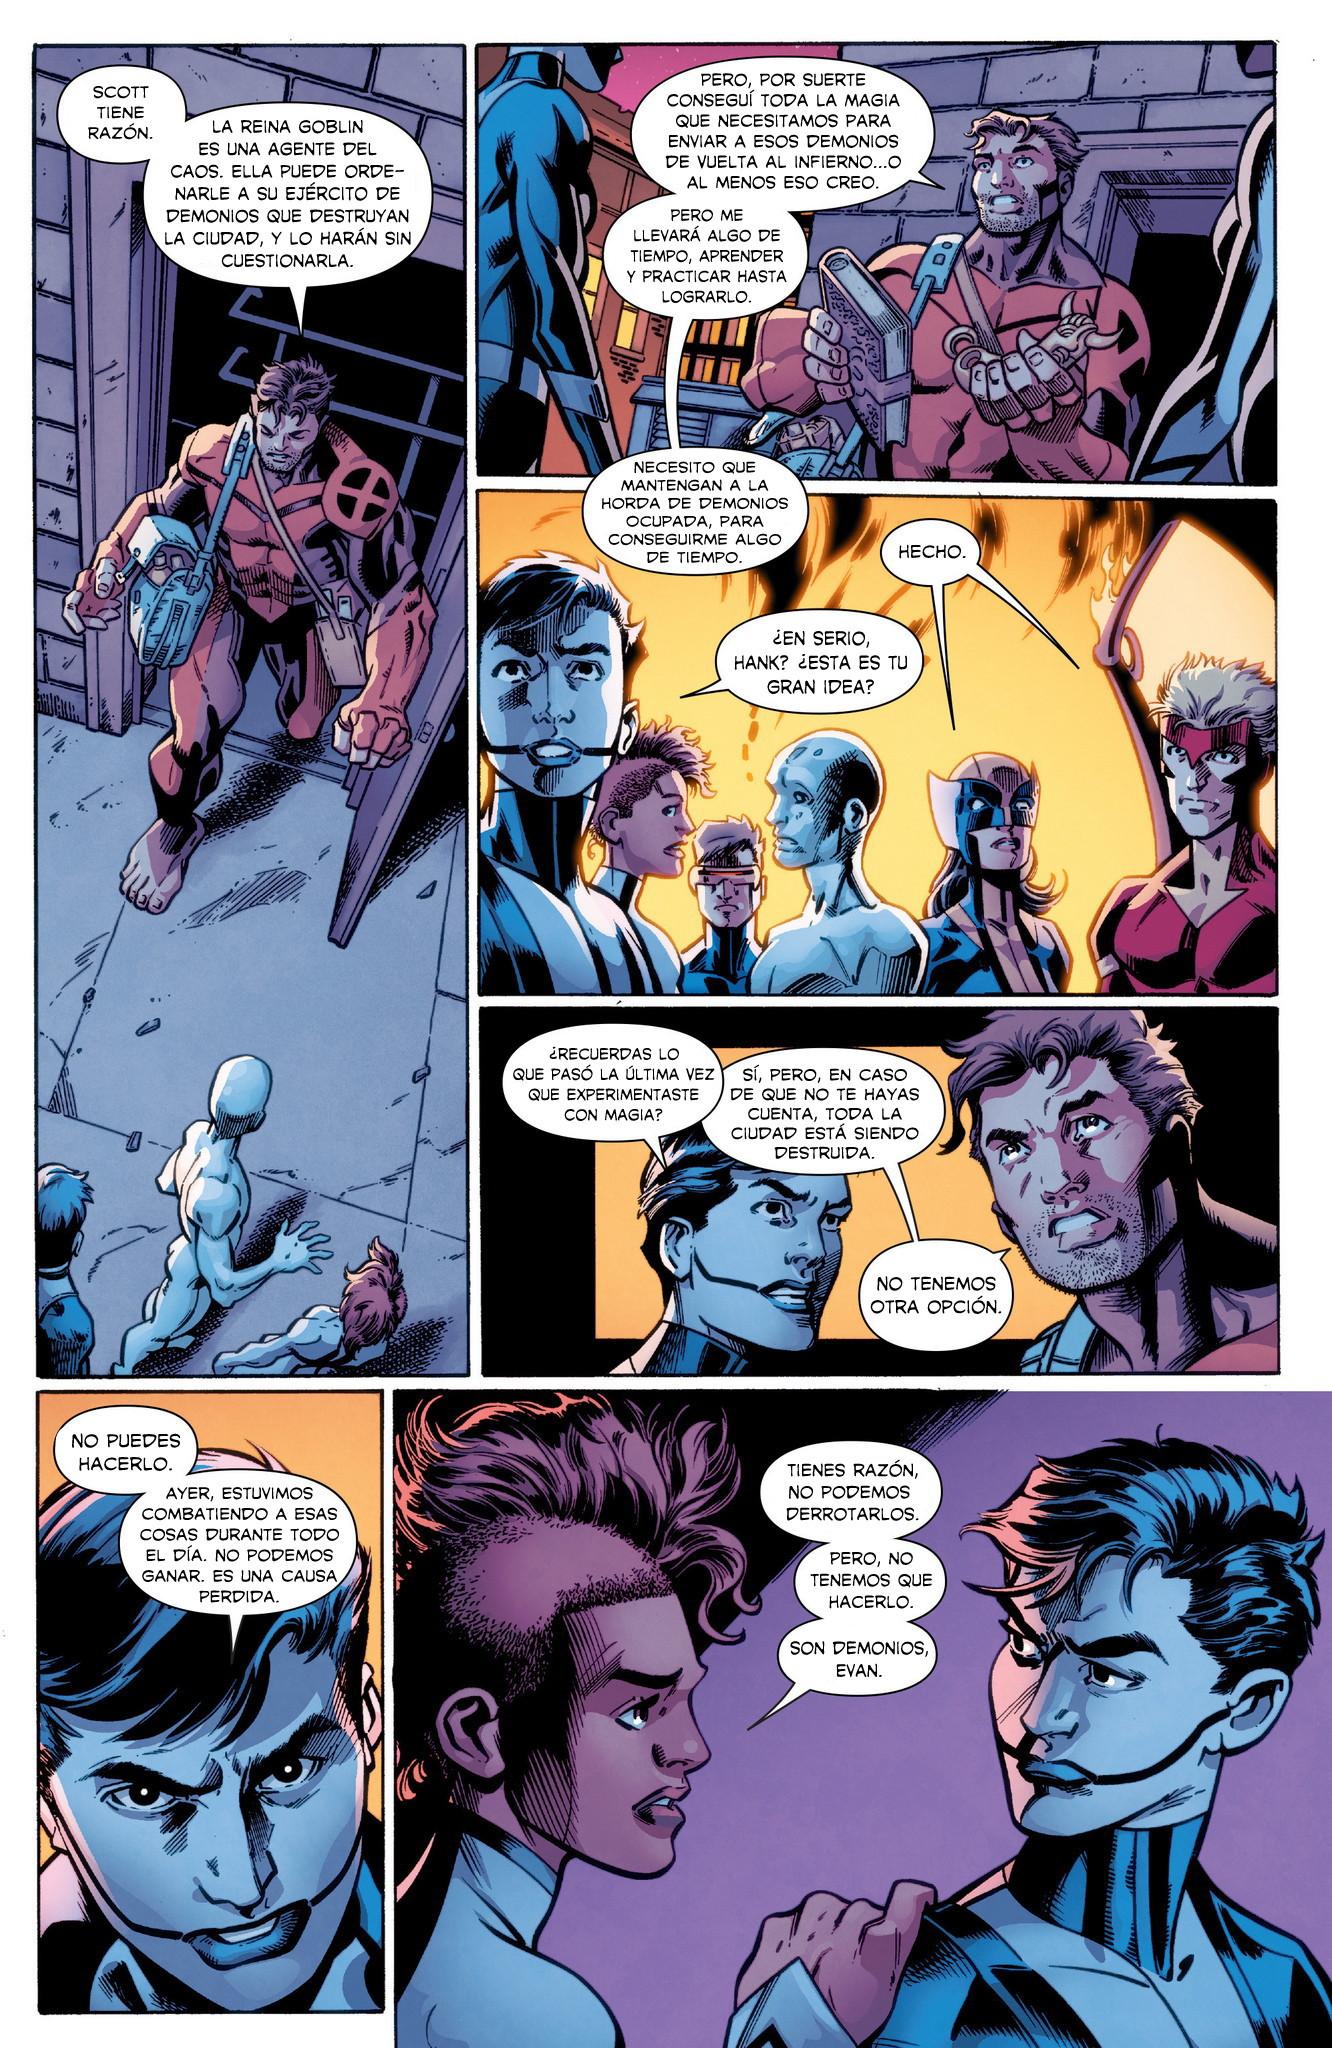 SCOTT
TIENE
RAZÓN.
LA REINA GOBLIN
ES UNA AGENTE DEL
CAOS. ELLA PUEDE ORDE-
NARLE A SU EJÉRCITO DE
DEMONIOS QUE DESTRUYAN
LA CIUDAD, Y LO HARÁN SIN
CUESTIONARLA.
PERO, POR SUERTE
CONSEGUÍ TODA LA MAGIA
QUE NECESITAMOS PARA
ENVIAR A ESOS DEMONIOS
DE VUELTA AL INFIERNO...O
AL MENOS ESO CREO.
PERO ME
LLEVARÁ ALGO DE
TIEMPO, APRENDER
Y PRACTICAR HASTA
LOGRARLO.
NECESITO QUE
MANTENGAN A LA
HORDA DE DEMONIOS
OCUPADA, PARA
CONSEGUIRME ALGO
DE TIEMPO.
HECHO.
¿EN SERIO,
HANK? ¿ESTA ES TU
GRAN IDEA?
¿RECUERDAS LO
QUE PASÓ LA ÚLTIMA VEZ
QUE EXPERIMENTASTE
CON MAGIA?
SÍ, PERO, EN CASO
DE QUE NO TE HAYAS
CUENTA, TODA LA
CIUDAD ESTÁ SIENDO
DESTRUIDA.
NO TENEMOS
OTRA OPCIÓN.
NO PUEDES
HACERLO.
AYER, ESTUVIMOS
COMBATIENDO A ESAS
COSAS DURANTE TODO
EL DÍA. NO PODEMOS
GANAR. ES UNA CAUSA
PERDIDA.
TIENES RAZÓN,
NO PODEMOS
DERROTARLOS.
PERO, NO
TENEMOS QUE
HACERLO.
SON DEMONIOS,
EVAN.